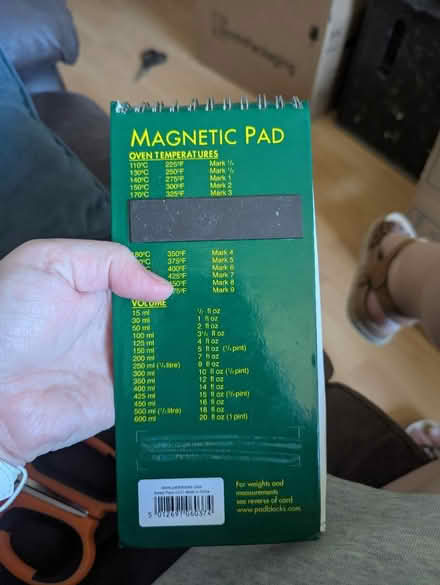 MAGNETIC PAD
OVEN TEMPERATURES
110°C 225°F Mark ¼
130°C 250°F Mark ½
140°C 275°F Mark 1
150°C 300°F Mark 2
170°C 325°F Mark 3
180°C 350°F Mark 4
375°F Mark 5
400°F Mark 6
425°F Mark 7
450°F Mark 8
475°F Mark 9
VOLUME
15 ml ½ fl oz
30 ml 1 fl oz
50 ml 2 fl oz
100 ml 3½ fl oz
125 ml 4 fl oz
150 ml 5 fl oz (¼ pint)
200 ml 7 fl oz
250 ml (¼ litre) 9 fl oz
300 ml 10 fl oz (½ pint)
350 ml 12 fl oz
400 ml 14 fl oz
425 ml 15 fl oz (¾ pint)
450 ml 16 fl oz
500 ml (½ litre) 18 fl oz
600 ml 20 fl oz (1 pint)
For weights and
measurements
see reverse of card
www.padblocks.com
5 012697 060374